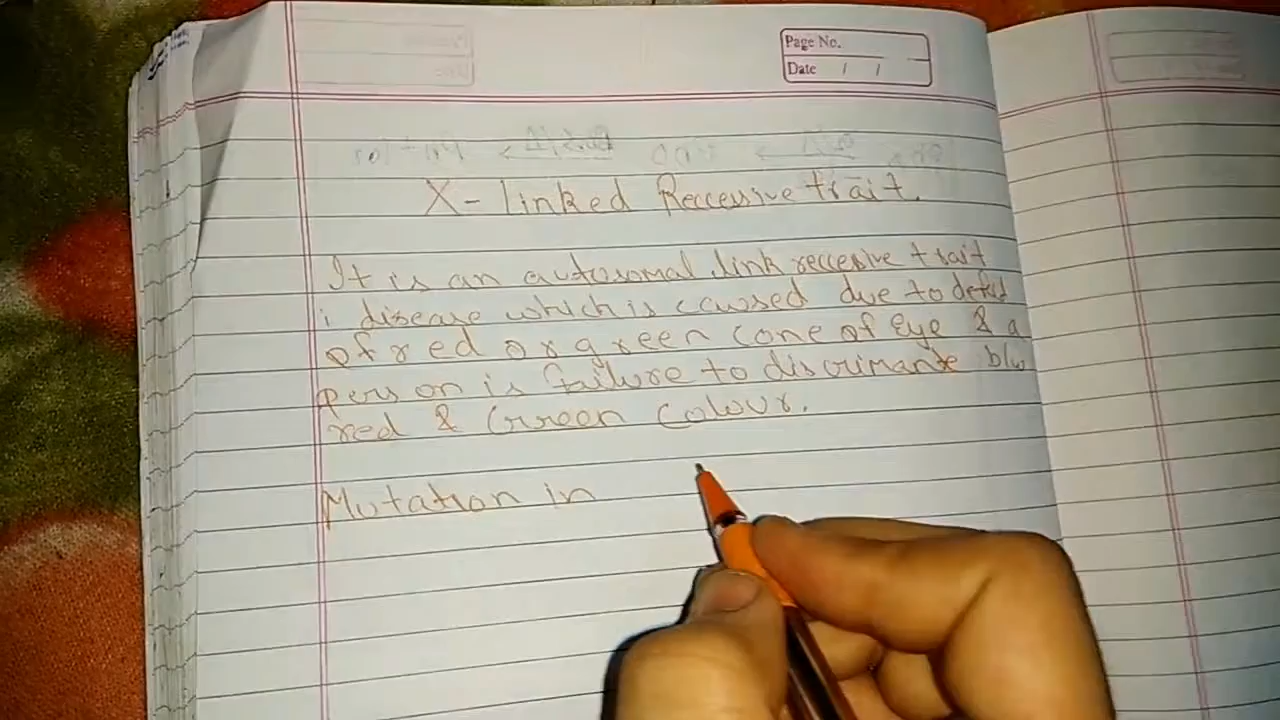 Page No.
Date / /
X- linked Reccessive trait.
It is an autosomal link reccesive trait
disease which is caused due to defect
of red or green cone of Eye & a
person is failure to discrimante b/w
red & Green colour.
Mutation in